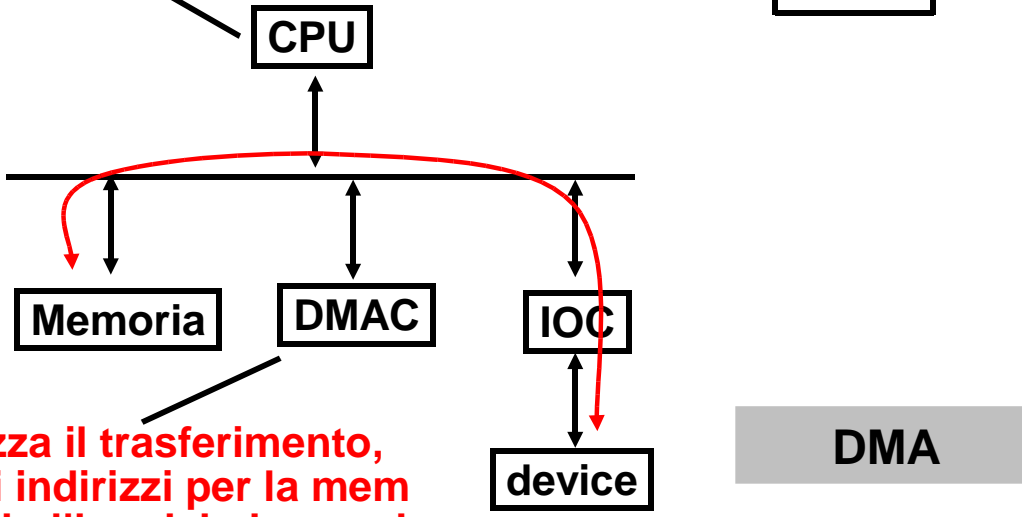 CPU
Memoria
DMAC
IOC
zza il trasferimento,
i indirizzi per la mem
device
DMA